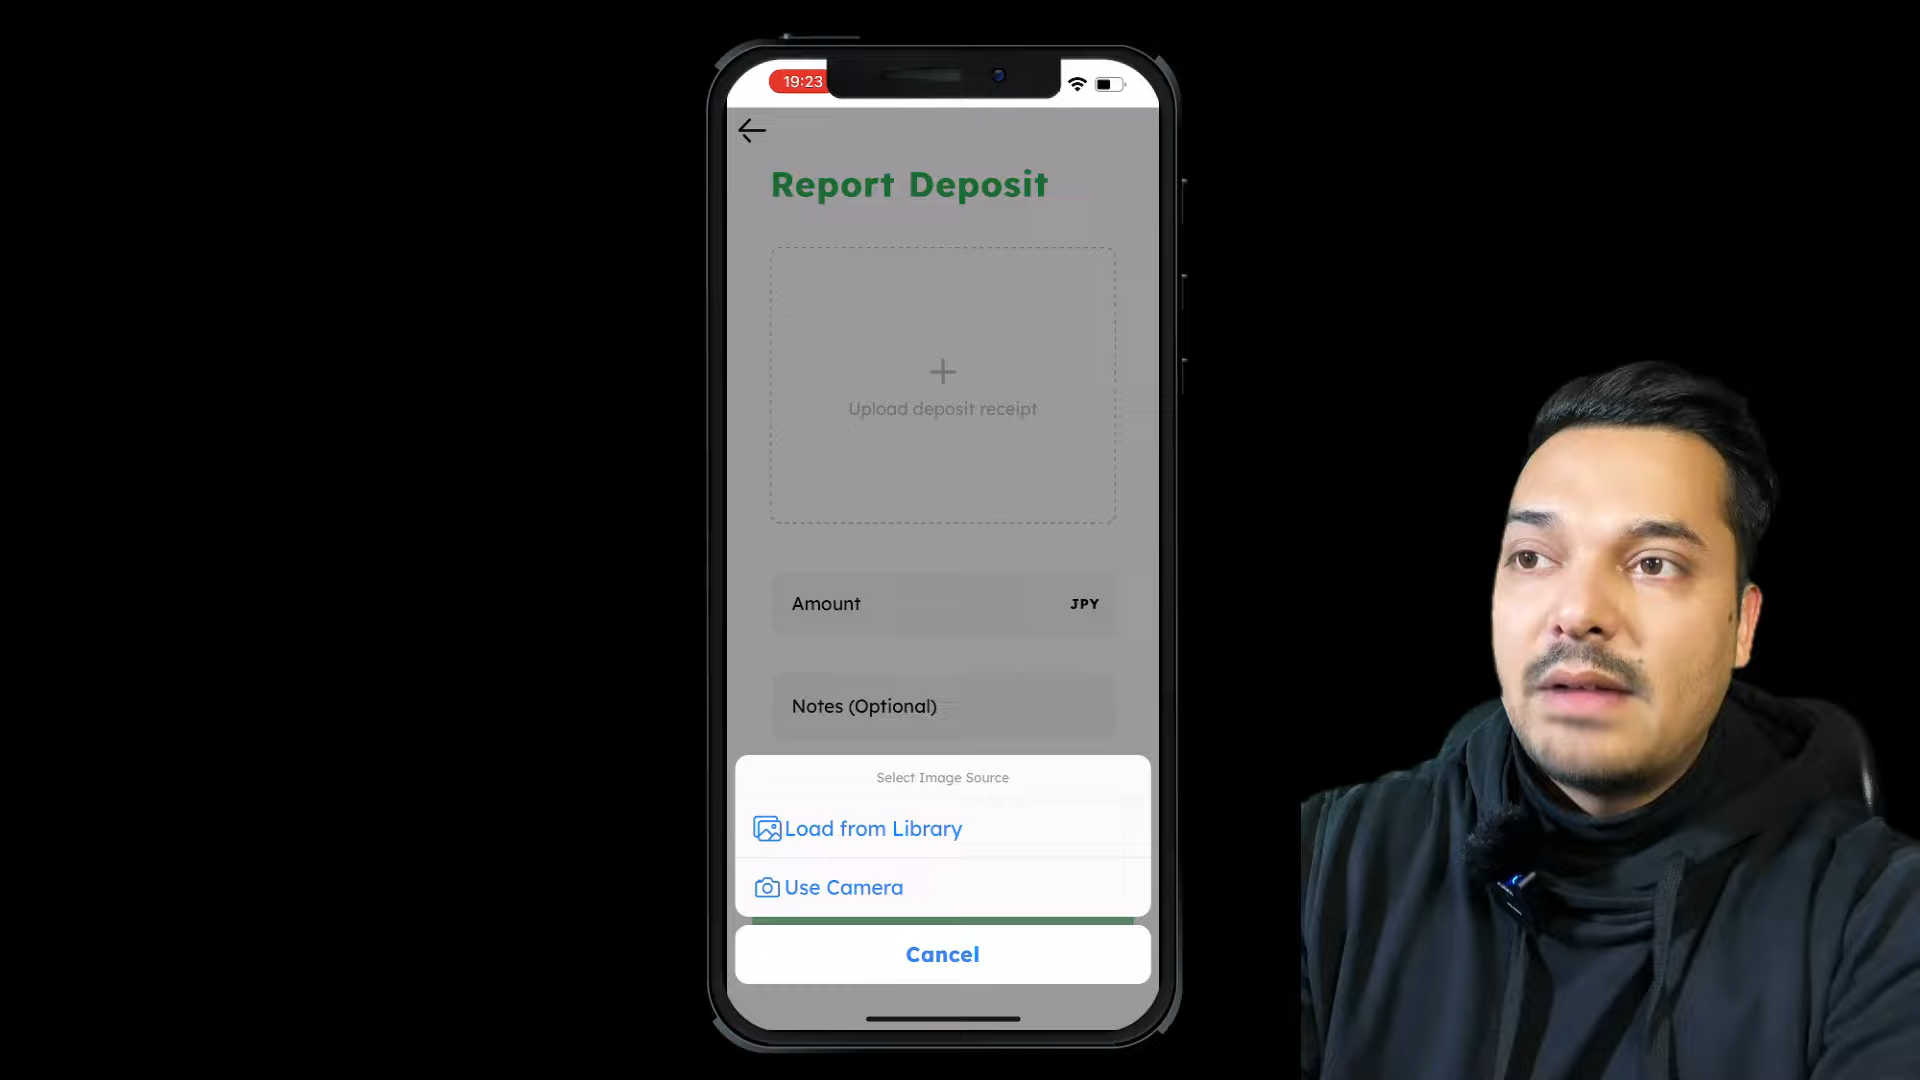 19:23
Report Deposit
Upload deposit receipt
Amount JPY
Notes (Optional)
Select Image Source
Load from Library
Use Camera
Cancel